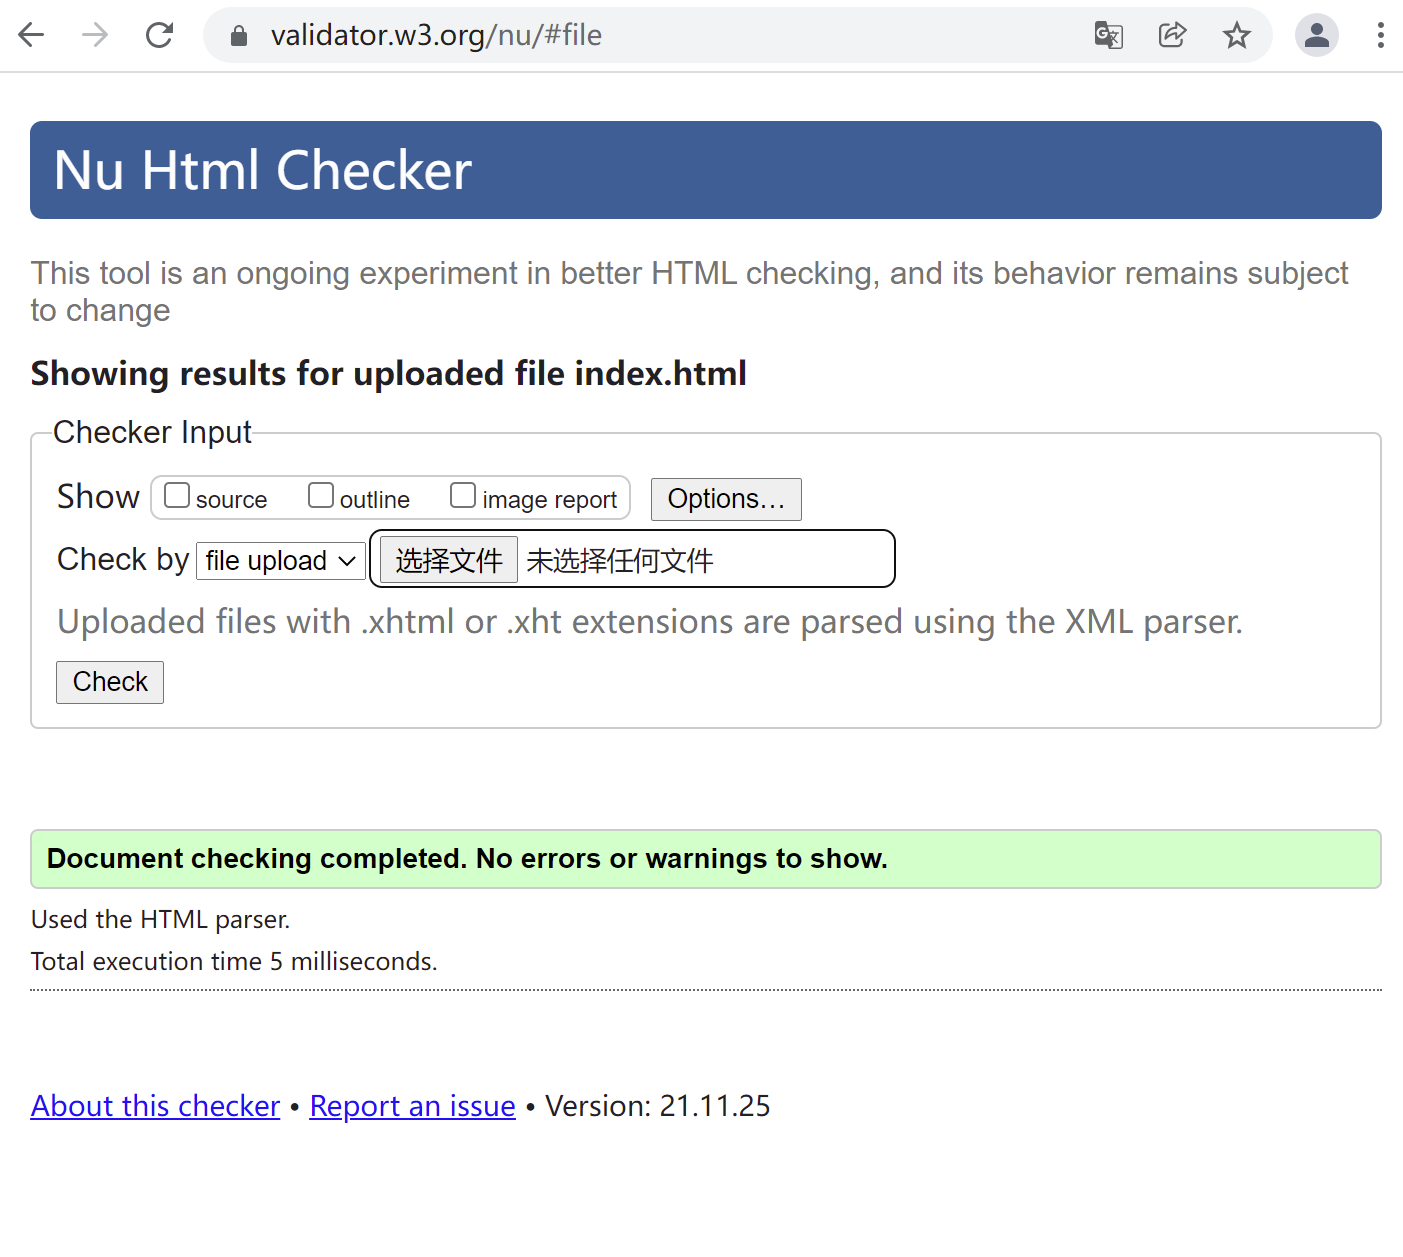 validator.w3.org/nu/#file
Nu Html Checker
This tool is an ongoing experiment in better HTML checking, and its behavior remains subject
to change
Showing results for uploaded file index.html
Checker Input
Show source outline image report Options...
Check by file upload 选择文件 未选择任何文件
Uploaded files with .xhtml or .xht extensions are parsed using the XML parser.
Check
Document checking completed. No errors or warnings to show.
Used the HTML parser.
Total execution time 5 milliseconds.
About this checker • Report an issue • Version: 21.11.25